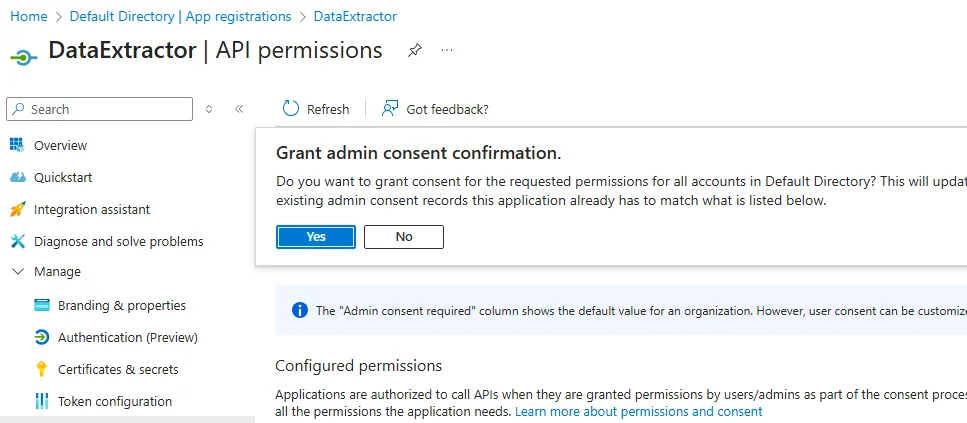 Home > Default Directory | App registrations > DataExtractor
DataExtractor | API permissions
Search
Refresh
Got feedback?
Grant admin consent confirmation.
Do you want to grant consent for the requested permissions for all accounts in Default Directory? This will
existing admin consent records this application already has to match what is listed below.
Yes
No
Overview
Quickstart
Integration assistant
Diagnose and solve problems
Manage
Branding & properties
Authentication (Preview)
Certificates & secrets
Token configuration
The "Admin consent required" column shows the default value for an organization. However, user consent can be
Configured permissions
Applications are authorized to call APIs when they are granted permissions by users/admins as part of the consent
all the permissions the application needs. Learn more about permissions and consent